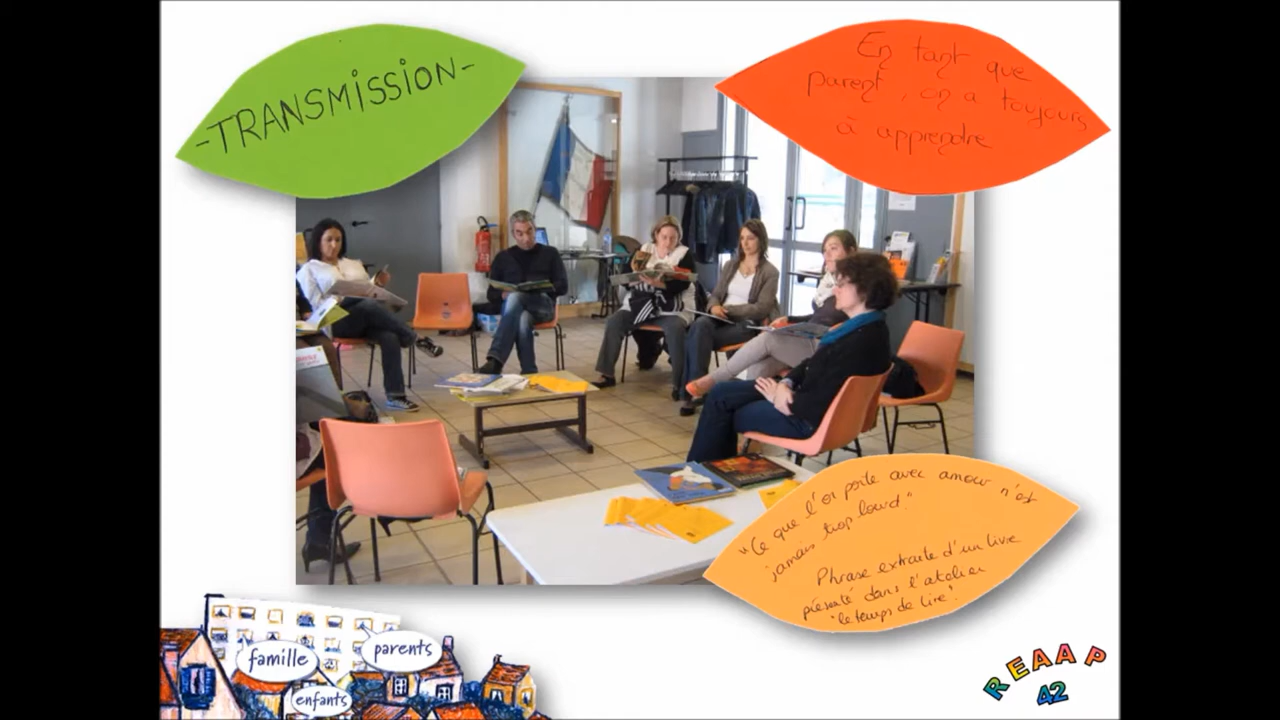 -TRANSMISSION-
En tant que
parent, on a toujours
à apprendre
"Ce que l'on porte avec amour n'est
jamais trop lourd"
Phrase extraite d'un livre
présenté dans l'atelier
"le temps de lire".
famille
parents
enfants
REAAP
42